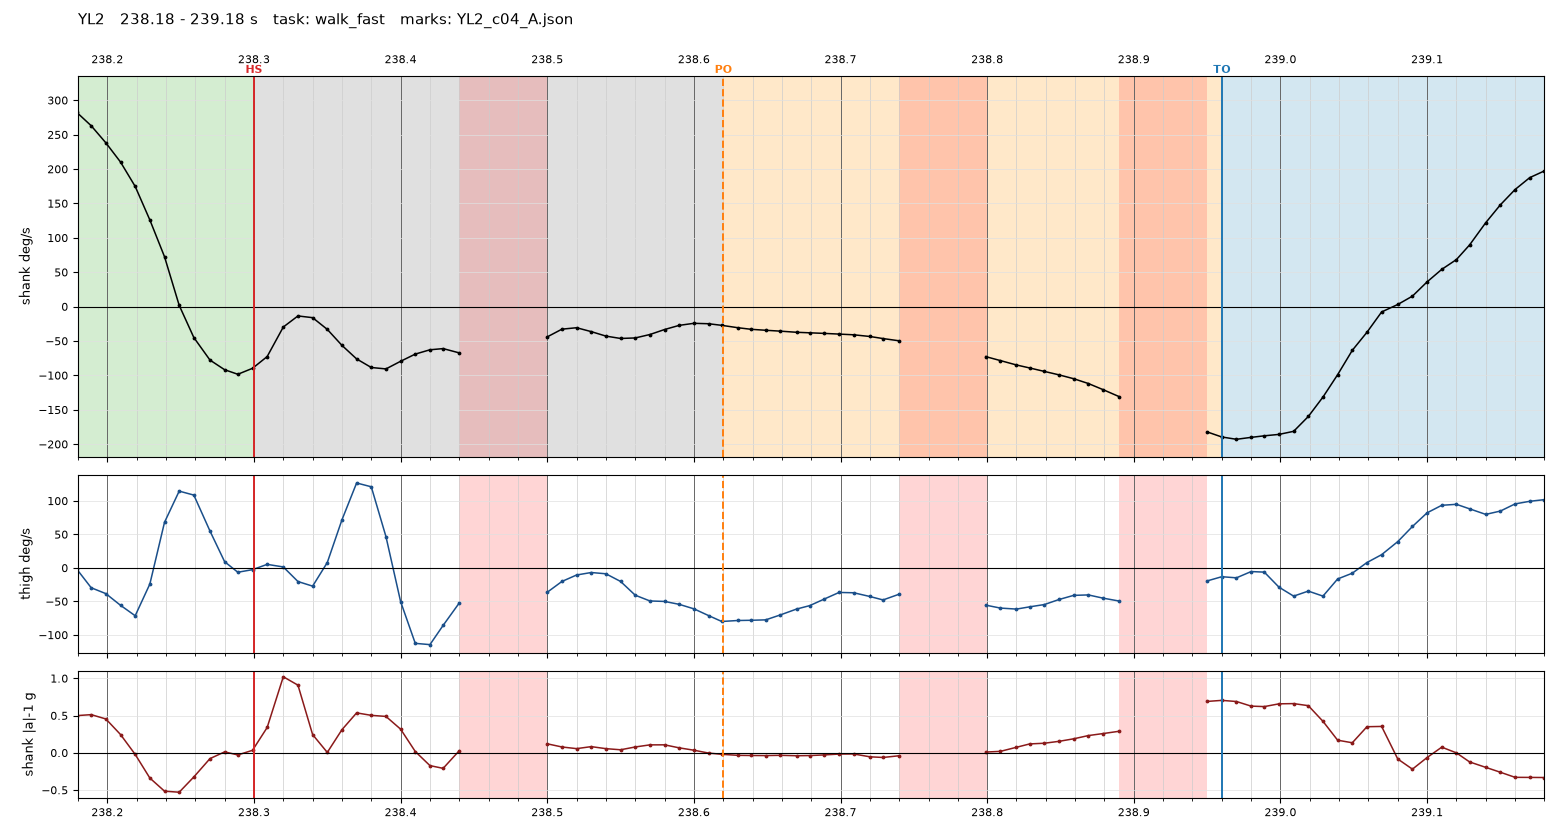 YL2   238.18 - 239.18 s   task: walk_fast   marks: YL2_c04_A.json
238.2 238.3 238.4 238.5 238.6 238.7 238.8 238.9 239.0 239.1
HS PO TO
shank deg/s
300
250
200
150
100
50
0
−50
−100
−150
−200
thigh deg/s
100
50
0
−50
−100
shank |a|-1 g
1.0
0.5
0.0
−0.5
238.2 238.3 238.4 238.5 238.6 238.7 238.8 238.9 239.0 239.1